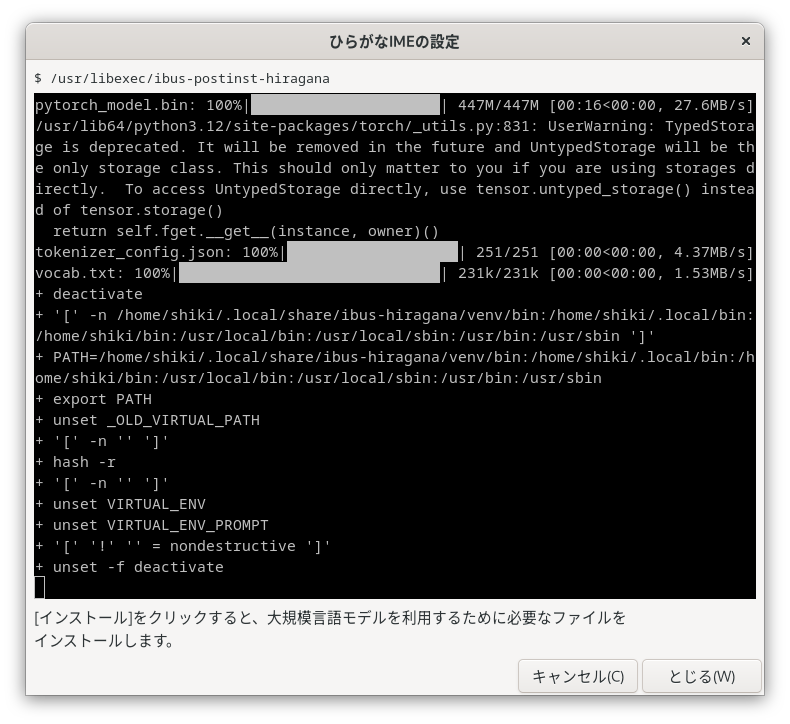 ひらがなIMEの設定
×
$ /usr/libexec/ibus-postinst-hiragana
pytorch_model.bin: 100%| | 447M/447M [00:16<00:00, 27.6MB/s]
/usr/lib64/python3.12/site-packages/torch/_utils.py:831: UserWarning: TypedStora
ge is deprecated. It will be removed in the future and UntypedStorage will be th
e only storage class. This should only matter to you if you are using storages d
irectly.  To access UntypedStorage directly, use tensor.untyped_storage() instea
d of tensor.storage()
  return self.fget.__get__(instance, owner)()
tokenizer_config.json: 100%| | 251/251 [00:00<00:00, 4.37MB/s]
vocab.txt: 100%| | 231k/231k [00:00<00:00, 1.53MB/s]
+ deactivate
+ '[' -n /home/shiki/.local/share/ibus-hiragana/venv/bin:/home/shiki/.local/bin:
/home/shiki/bin:/usr/local/bin:/usr/local/sbin:/usr/bin:/usr/sbin ']'
+ PATH=/home/shiki/.local/share/ibus-hiragana/venv/bin:/home/shiki/.local/bin:/h
ome/shiki/bin:/usr/local/bin:/usr/local/sbin:/usr/bin:/usr/sbin
+ export PATH
+ unset _OLD_VIRTUAL_PATH
+ '[' -n '' ']'
+ hash -r
+ '[' -n '' ']'
+ unset VIRTUAL_ENV
+ unset VIRTUAL_ENV_PROMPT
+ '[' '!' '' = nondestructive ']'
+ unset -f deactivate
[インストール]をクリックすると、大規模言語モデルを利用するために必要なファイルを
インストールします。
キャンセル(C) とじる(W)